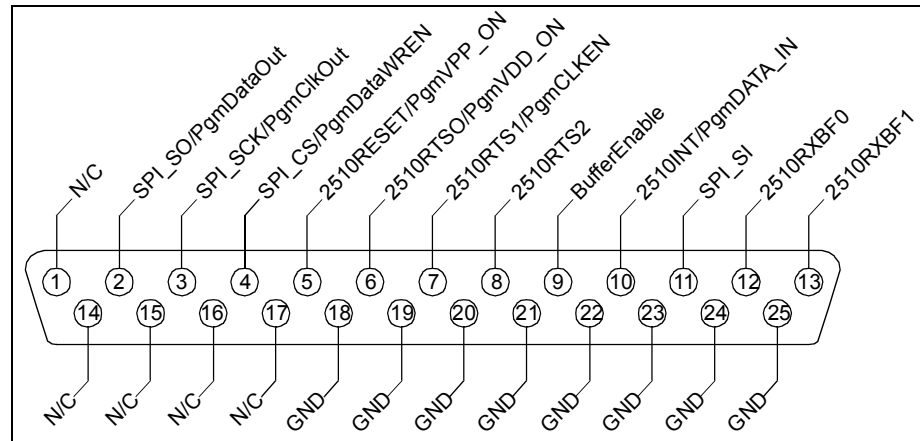 N/C
SPI_SO/PgmDataOut
SPI_SCK/PgmClkOut
SPI_CS/PgmDataWREN
2510RESET/PgmVPP_ON
2510RTSO/PgmVDD_ON
2510RTS1/PgmCLKEN
2510RTS2
BufferEnable
2510INT/PgmDATA_IN
SPI_SI
2510RXBF0
2510RXBF1
1 2 3 4 5 6 7 8 9 10 11 12 13
14 15 16 17 18 19 20 21 22 23 24 25
N/C
N/C
N/C
N/C
GND
GND
GND
GND
GND
GND
GND
GND